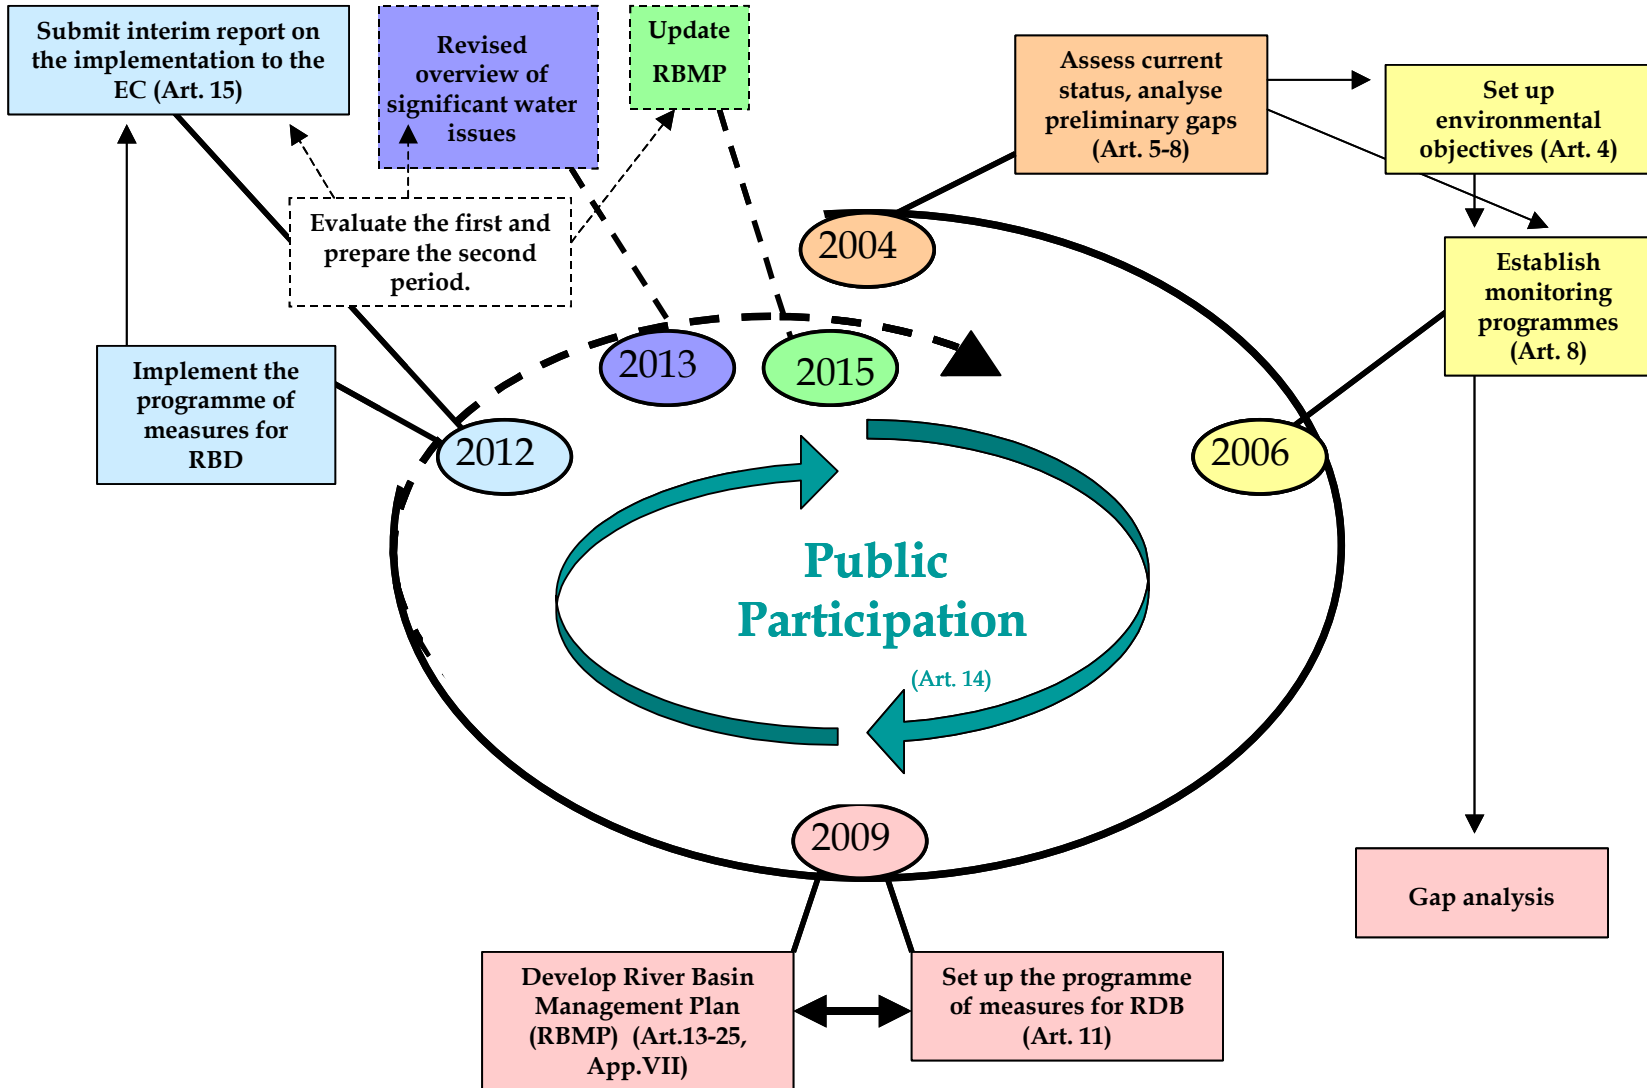 Submit interim report on
the implementation to the
EC (Art. 15)
Revised
overview of
significant water
issues
Update
RBMP
Assess current
status, analyse
preliminary gaps
(Art. 5-8)
Set up
environmental
objectives (Art. 4)
Evaluate the first and
prepare the second
period.
2004
Establish
monitoring
programmes
(Art. 8)
Implement the
programme of
measures for
RBD
2013
2015
2012
2006
Public
Participation
(Art. 14)
2009
Gap analysis
Develop River Basin
Management Plan
(RBMP) (Art.13-25,
App.VII)
Set up the programme
of measures for RDB
(Art. 11)